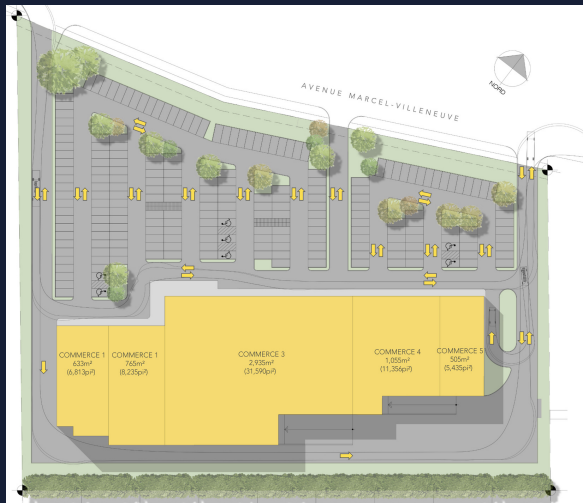 AVENUE MARCEL-VILLENEUVE
NORD
COMMERCE 1
633m²
(6,813pi²)
COMMERCE 1
765m²
(8,235pi²)
COMMERCE 3
2,935m²
(31,590pi²)
COMMERCE 4
1,055m²
(11,356pi²)
COMMERCE 5
505m²
(5,435pi²)